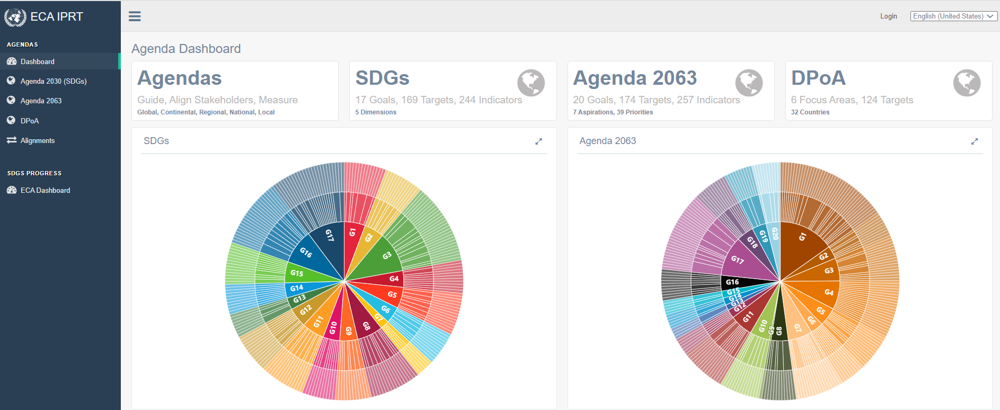 ECA IPRT
Login
English (United States)
AGENDAS
Dashboard
Agenda 2030 (SDGs)
Agenda 2063
DPoA
Alignments
SDGS PROGRESS
ECA Dashboard
Agenda Dashboard
Agendas
Guide, Align Stakeholders, Measure
Global, Continental, Regional, National, Local
SDGs
17 Goals, 169 Targets, 244 Indicators
5 Dimensions
Agenda 2063
20 Goals, 174 Targets, 257 Indicators
7 Aspirations, 39 Priorities
DPoA
6 Focus Areas, 124 Targets
32 Countries
SDGs
G1
G2
G3
G4
G5
G6
G7
G8
G9
G10
G11
G12
G13
G14
G15
G16
G17
Agenda 2063
G1
G2
G3
G4
G5
G6
G7
G8
G9
G10
G11
G12
G13
G14
G15
G16
G17
G18
G19
G20